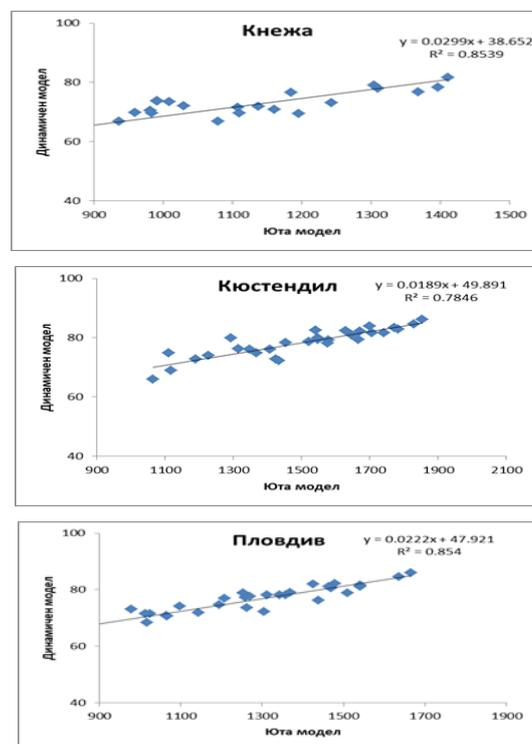 Кнежа
y = 0.0299x + 38.652
R² = 0.8539
100
80
60
40
900 1000 1100 1200 1300 1400 1500
Динамичен модел
Юта модел
Кюстендил
y = 0.0189x + 49.891
R² = 0.7846
100
80
60
40
900 1100 1300 1500 1700 1900 2100
Динамичен модел
Юта модел
Пловдив
y = 0.0222x + 47.921
R² = 0.854
100
80
60
40
900 1100 1300 1500 1700 1900
Динамичен модел
Юта модел